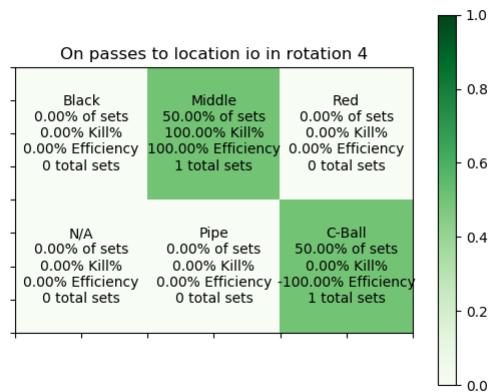 On passes to location io in rotation 4
Black
0.00% of sets
0.00% Kill%
0.00% Efficiency
0 total sets
Middle
50.00% of sets
100.00% Kill%
100.00% Efficiency
1 total sets
Red
0.00% of sets
0.00% Kill%
0.00% Efficiency
0 total sets
N/A
0.00% of sets
0.00% Kill%
0.00% Efficiency
0 total sets
Pipe
0.00% of sets
0.00% Kill%
0.00% Efficiency
0 total sets
C-Ball
50.00% of sets
0.00% Kill%
-100.00% Efficiency
1 total sets
1.0
0.8
0.6
0.4
0.2
0.0